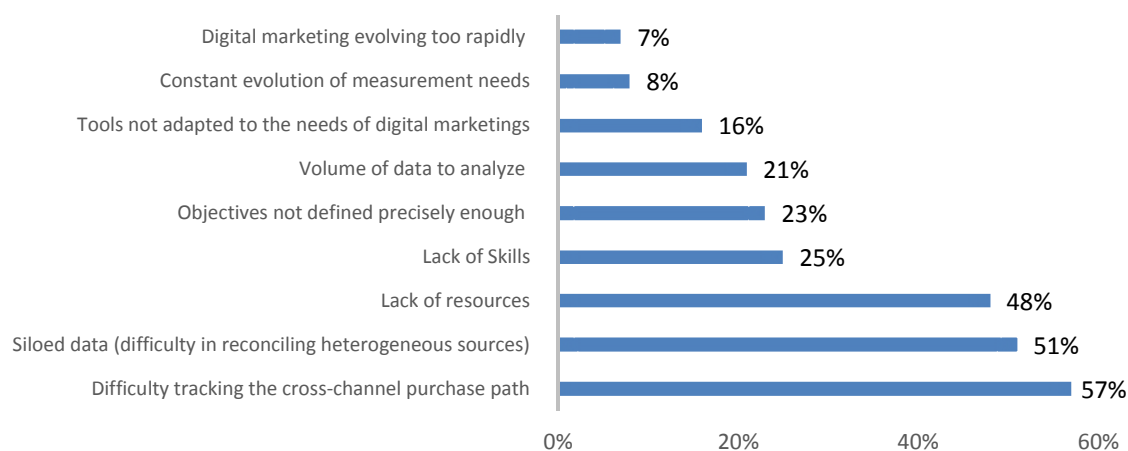 Digital marketing evolving too rapidly 7%
Constant evolution of measurement needs 8%
Tools not adapted to the needs of digital marketings 16%
Volume of data to analyze 21%
Objectives not defined precisely enough 23%
Lack of Skills 25%
Lack of resources 48%
Siloed data (difficulty in reconciling heterogeneous sources) 51%
Difficulty tracking the cross-channel purchase path 57%
0% 20% 40% 60%